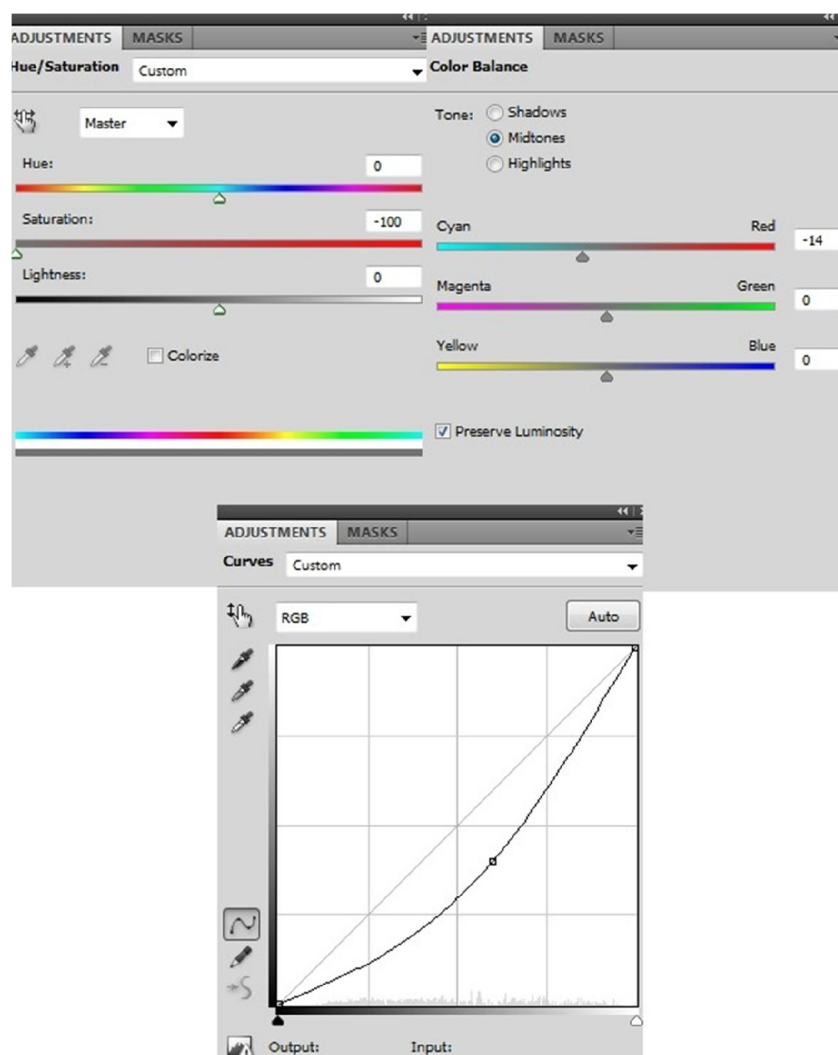 ADJUSTMENTS MASKS
Hue/Saturation Custom
Master
Hue: 0
Saturation: -100
Lightness: 0
Colorize
ADJUSTMENTS MASKS
Color Balance
Tone: Shadows
Midtones
Highlights
Cyan Red -14
Magenta Green 0
Yellow Blue 0
Preserve Luminosity
ADJUSTMENTS MASKS
Curves Custom
RGB Auto
Output: Input: